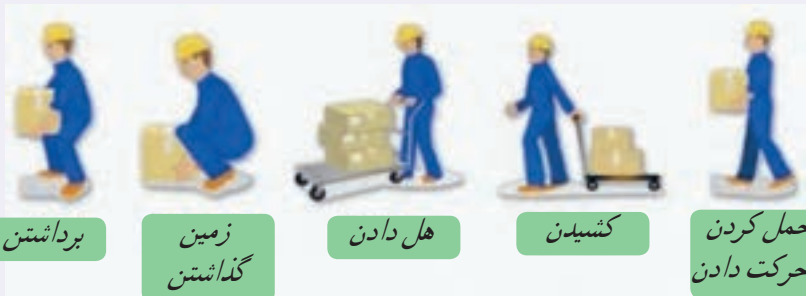 حمل کردن
حرکت دادن
کشیدن
هل دادن
زمین
گذاشتن
برداشتن